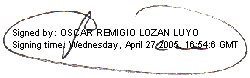 Signed by: OSCAR REMIGIO LOZAN LUYO
Signing time: Wednesday, April 27 2005, 16:54:6 GMT